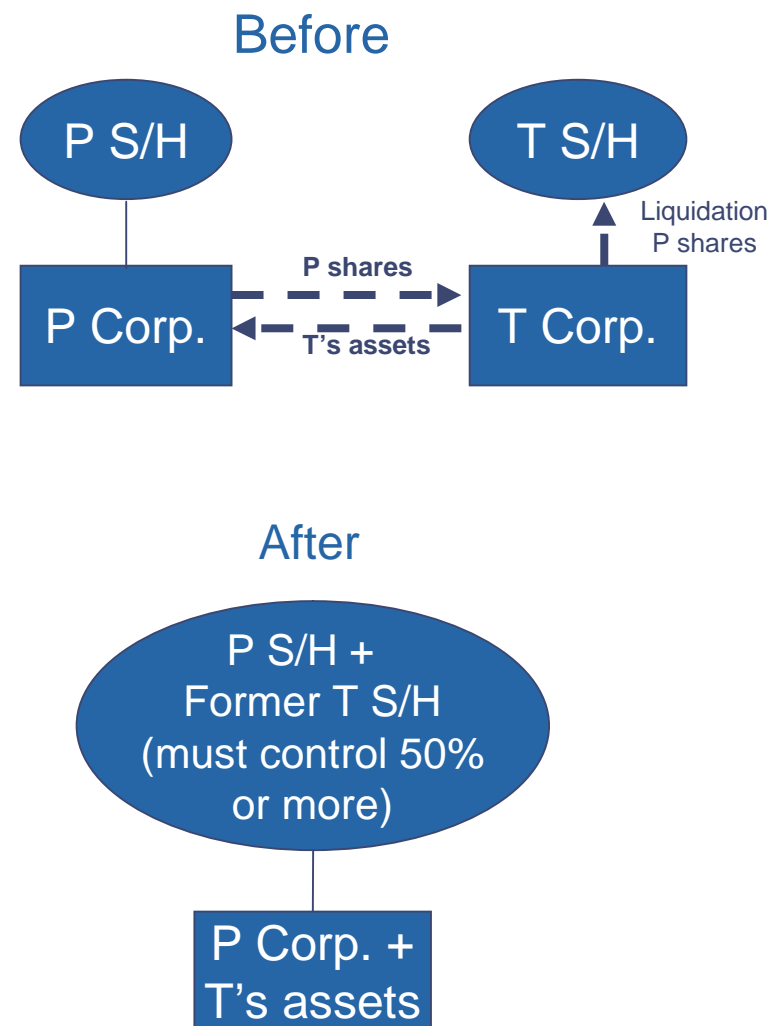 Before
P S/H
T S/H
Liquidation
P shares
P shares
P Corp.
T Corp.
T's assets
After
P S/H +
Former T S/H
(must control 50%
or more)
P Corp. +
T's assets